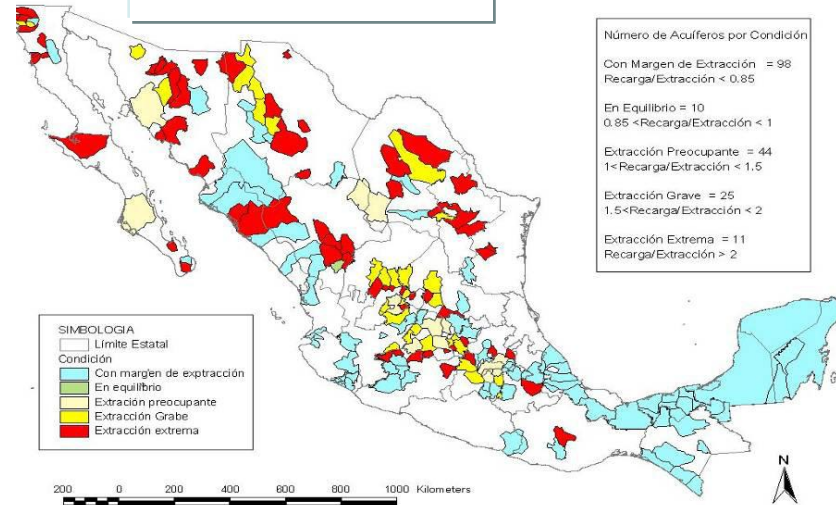 Número de Acuíferos por Condición
Con Margen de Extracción = 98
Recarga/Extracción < 0.85
En Equilibrio = 10
0.85 <Recarga/Extracción < 1
Extracción Preocupante = 44
1< Recarga/Extracción < 1.5
Extracción Grave = 25
1.5<Recarga/Extracción < 2
Extracción Extrema = 11
Recarga/Extracción > 2
SIMBOLOGIA
Límite Estatal
Condición
Con margen de exptracción
En equilibrio
Extración preocupante
Extracción Grabe
Extracción extrema
200 0 200 400 600 800 1000 Kilometers
N